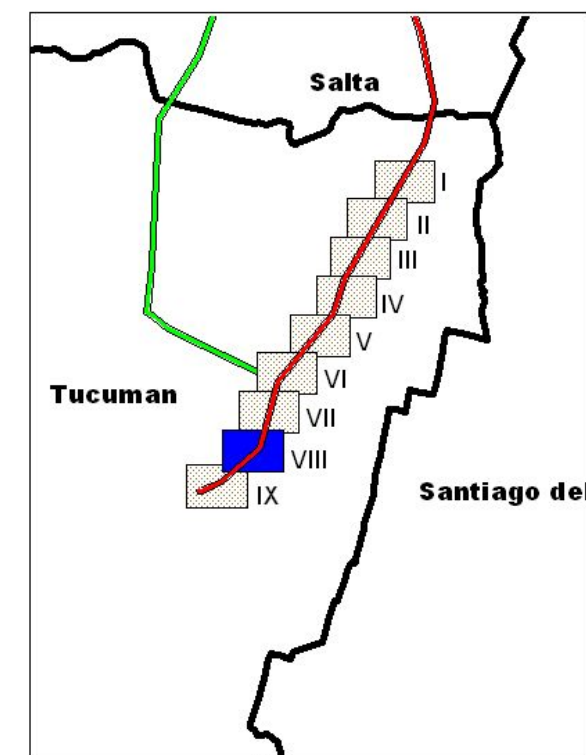 Salta
I
II
III
IV
V
VI
Tucuman
VII
VIII
Santiago del
IX